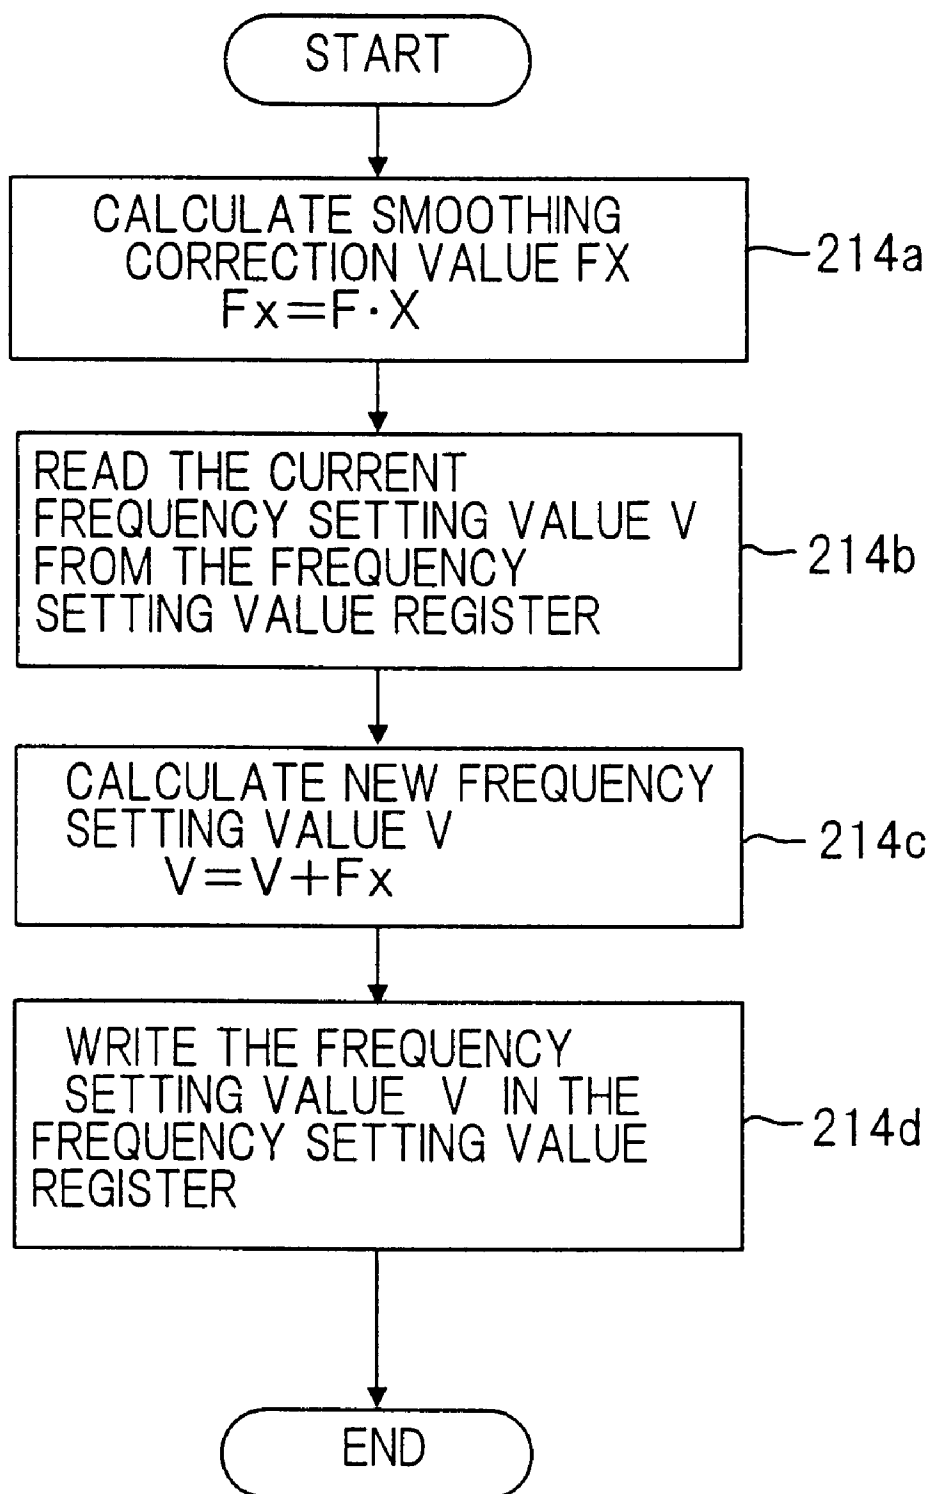 START
CALCULATE SMOOTHING
CORRECTION VALUE FX
Fx=F·X
214a
READ THE CURRENT
FREQUENCY SETTING VALUE V
FROM THE FREQUENCY
SETTING VALUE REGISTER
214b
CALCULATE NEW FREQUENCY
SETTING VALUE V
V=V+Fx
214c
WRITE THE FREQUENCY
SETTING VALUE V IN THE
FREQUENCY SETTING VALUE
REGISTER
214d
END